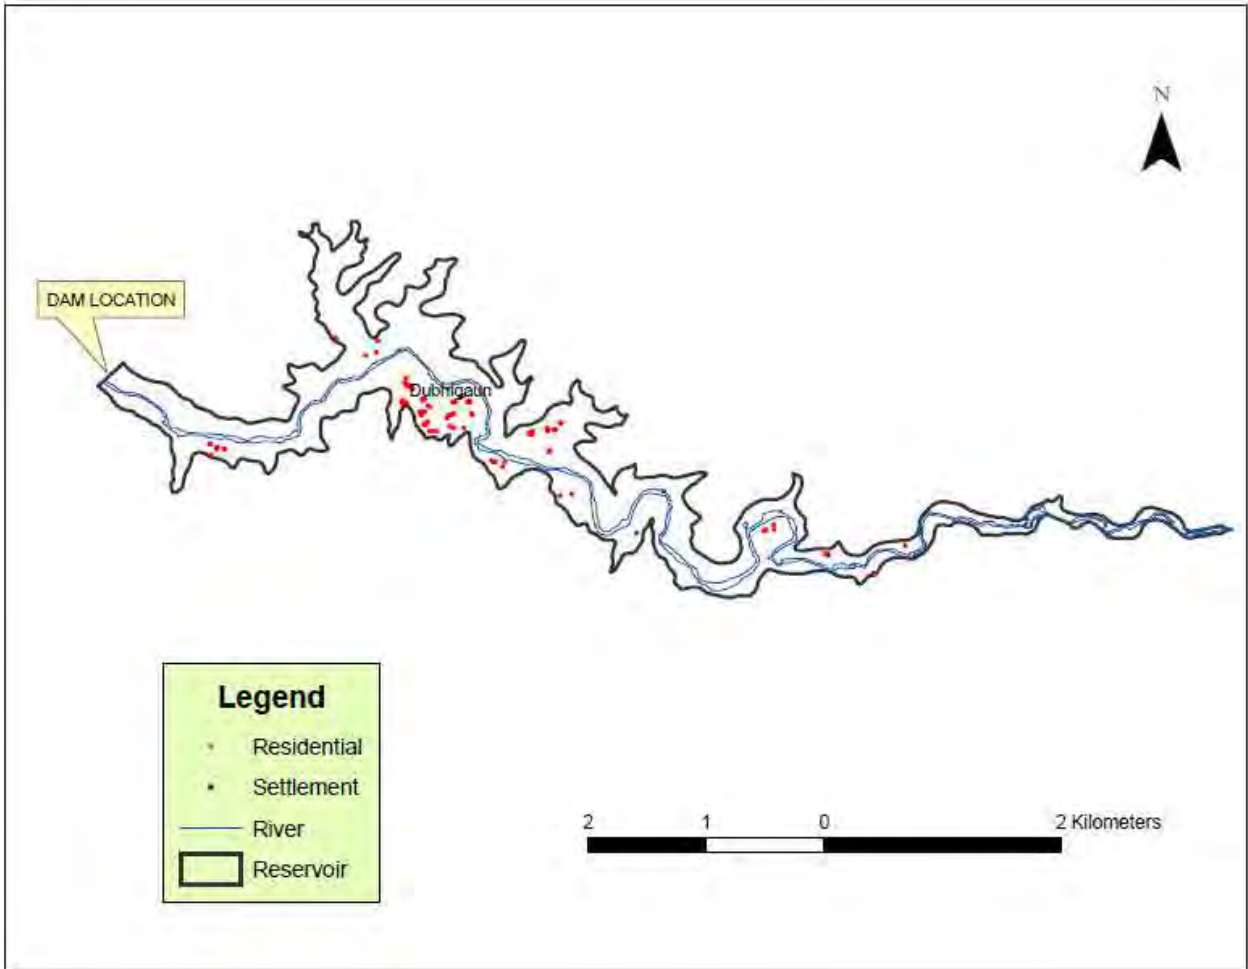 N
DAM LOCATION
Dubhigaun
Legend
Residential
Settlement
River
Reservoir
2 1 0 2 Kilometers